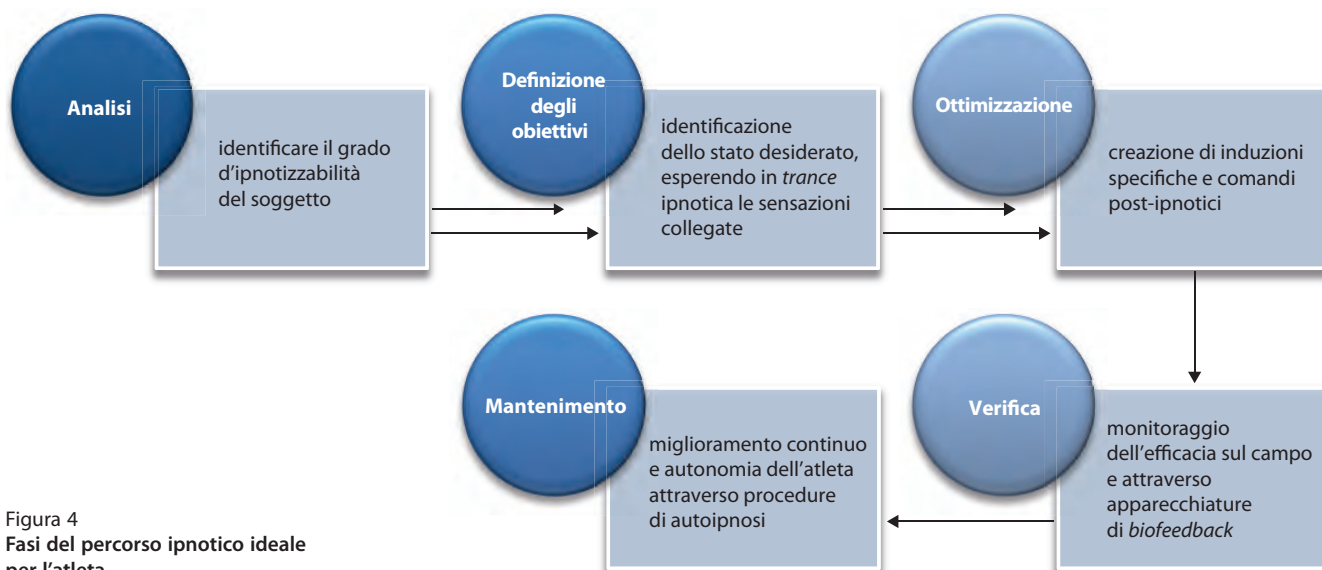 Analisi
identificare il grado
d'ipnotizzabilità
del soggetto
Definizione
degli
obiettivi
identificazione
dello stato desiderato,
esperendo in trance
ipnotica le sensazioni
collegate
Ottimizzazione
creazione di induzioni
specifiche e comandi
post-ipnotici
Verifica
monitoraggio
dell'efficacia sul campo
e attraverso
apparecchiature
di biofeedback
Mantenimento
miglioramento continuo
e autonomia dell'atleta
attraverso procedure
di autoipnosi
Figura 4
Fasi del percorso ipnotico ideale
per l'atleta